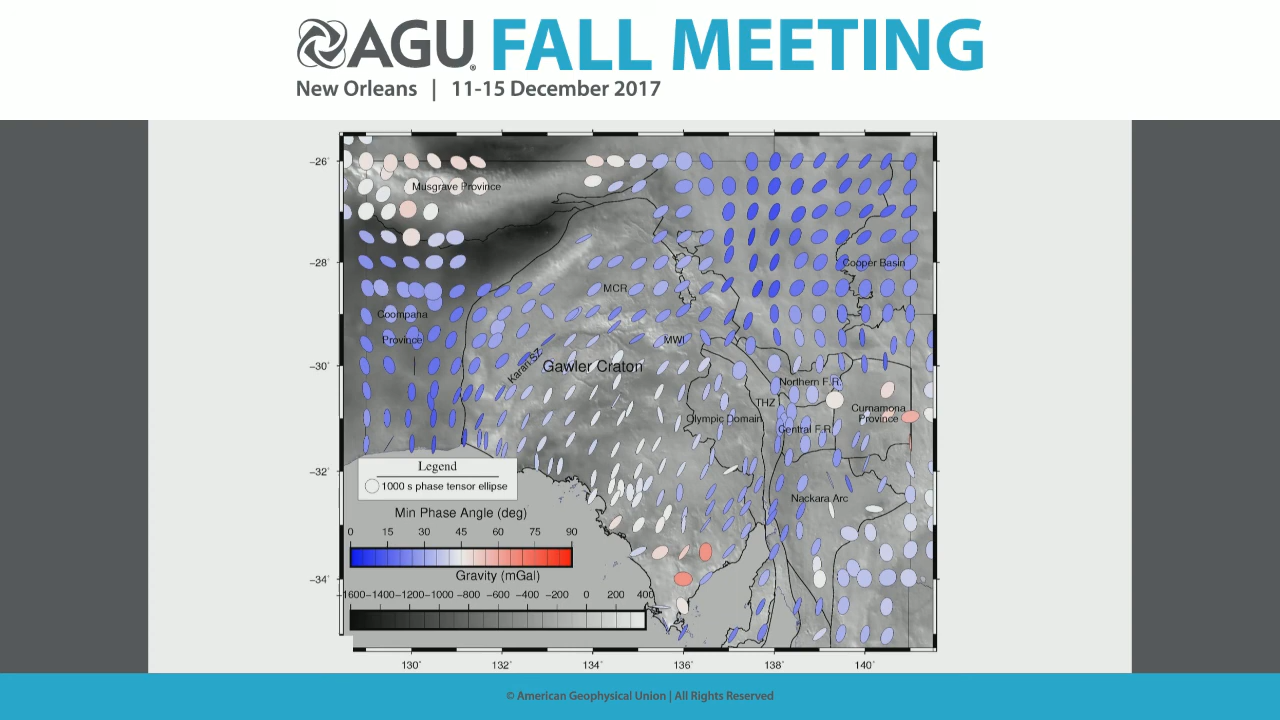 AGU FALL MEETING
New Orleans | 11-15 December 2017
−26°
−28°
−30°
−32°
−34°
Musgrave Province
Copper Basin
MCR
Coompana
Province
MWI
Karari SZ
Gawler Craton
Northern F.R.
THZ
Olympic Domain
Curnamona
Province
Central F.R.
Nackara Arc
Legend
1000 s phase tensor ellipse
Min Phase Angle (deg)
0 15 30 45 60 75 90
Gravity (mGal)
−1600 −1400 −1200 −1000 −800 −600 −400 −200 0 200 400
130° 132° 134° 136° 138° 140°
© American Geophysical Union | All Rights Reserved